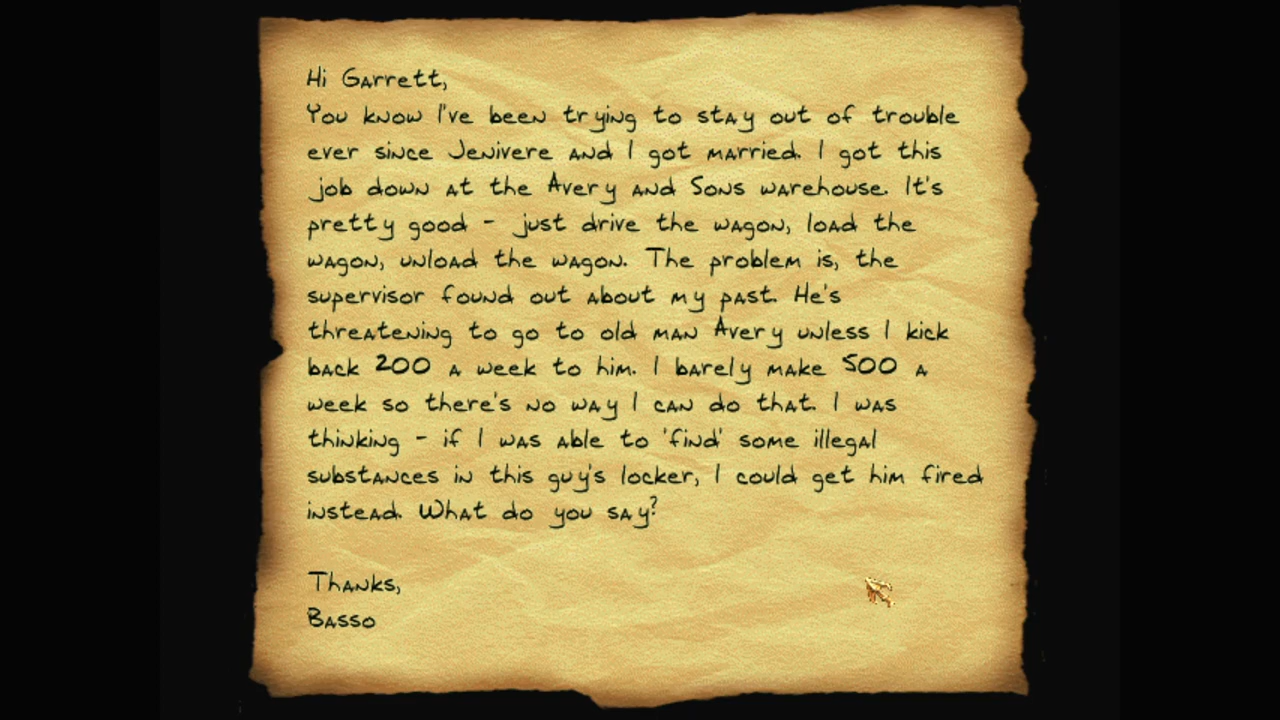 Hi Garrett,
You know I've been trying to stay out of trouble
ever since Jenivere and I got married. I got this
job down at the Avery and Sons warehouse. It's
pretty good - just drive the wagon, load the
wagon, unload the wagon. The problem is, the
supervisor found out about my past. He's
threatening to go to old man Avery unless I kick
back 200 a week to him. I barely make 500 a
week so there's no way I can do that. I was
thinking - if I was able to 'find' some illegal
substances in this guy's locker, I could get him fired
instead. What do you say?
Thanks,
Basso